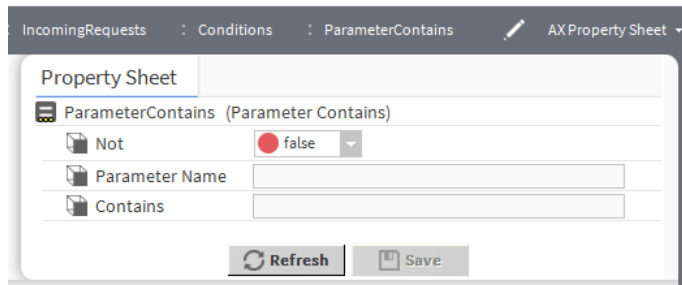 : IncomingRequests : Conditions : ParameterContains AX Property Sheet
Property Sheet
ParameterContains (Parameter Contains)
Not false
Parameter Name
Contains
Refresh Save